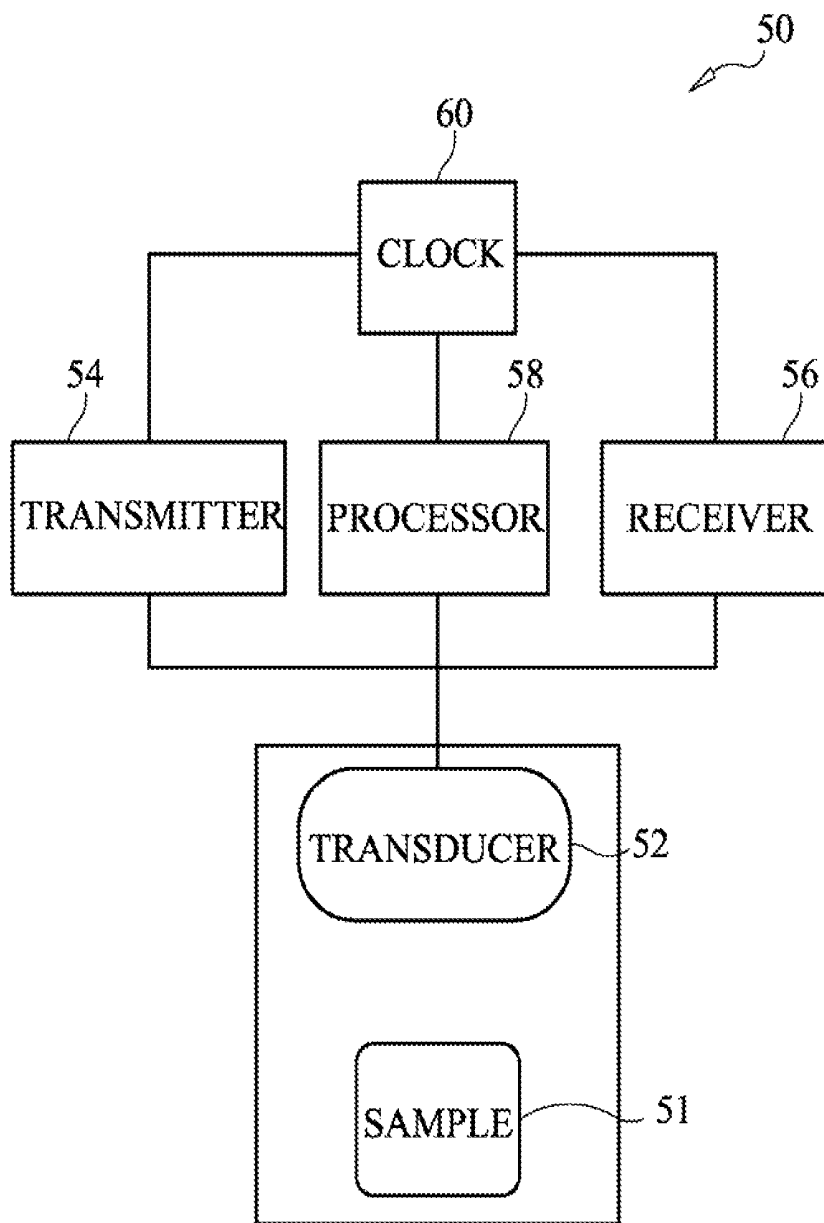 50
60
CLOCK
54
58
56
TRANSMITTER
PROCESSOR
RECEIVER
TRANSDUCER
52
SAMPLE
51